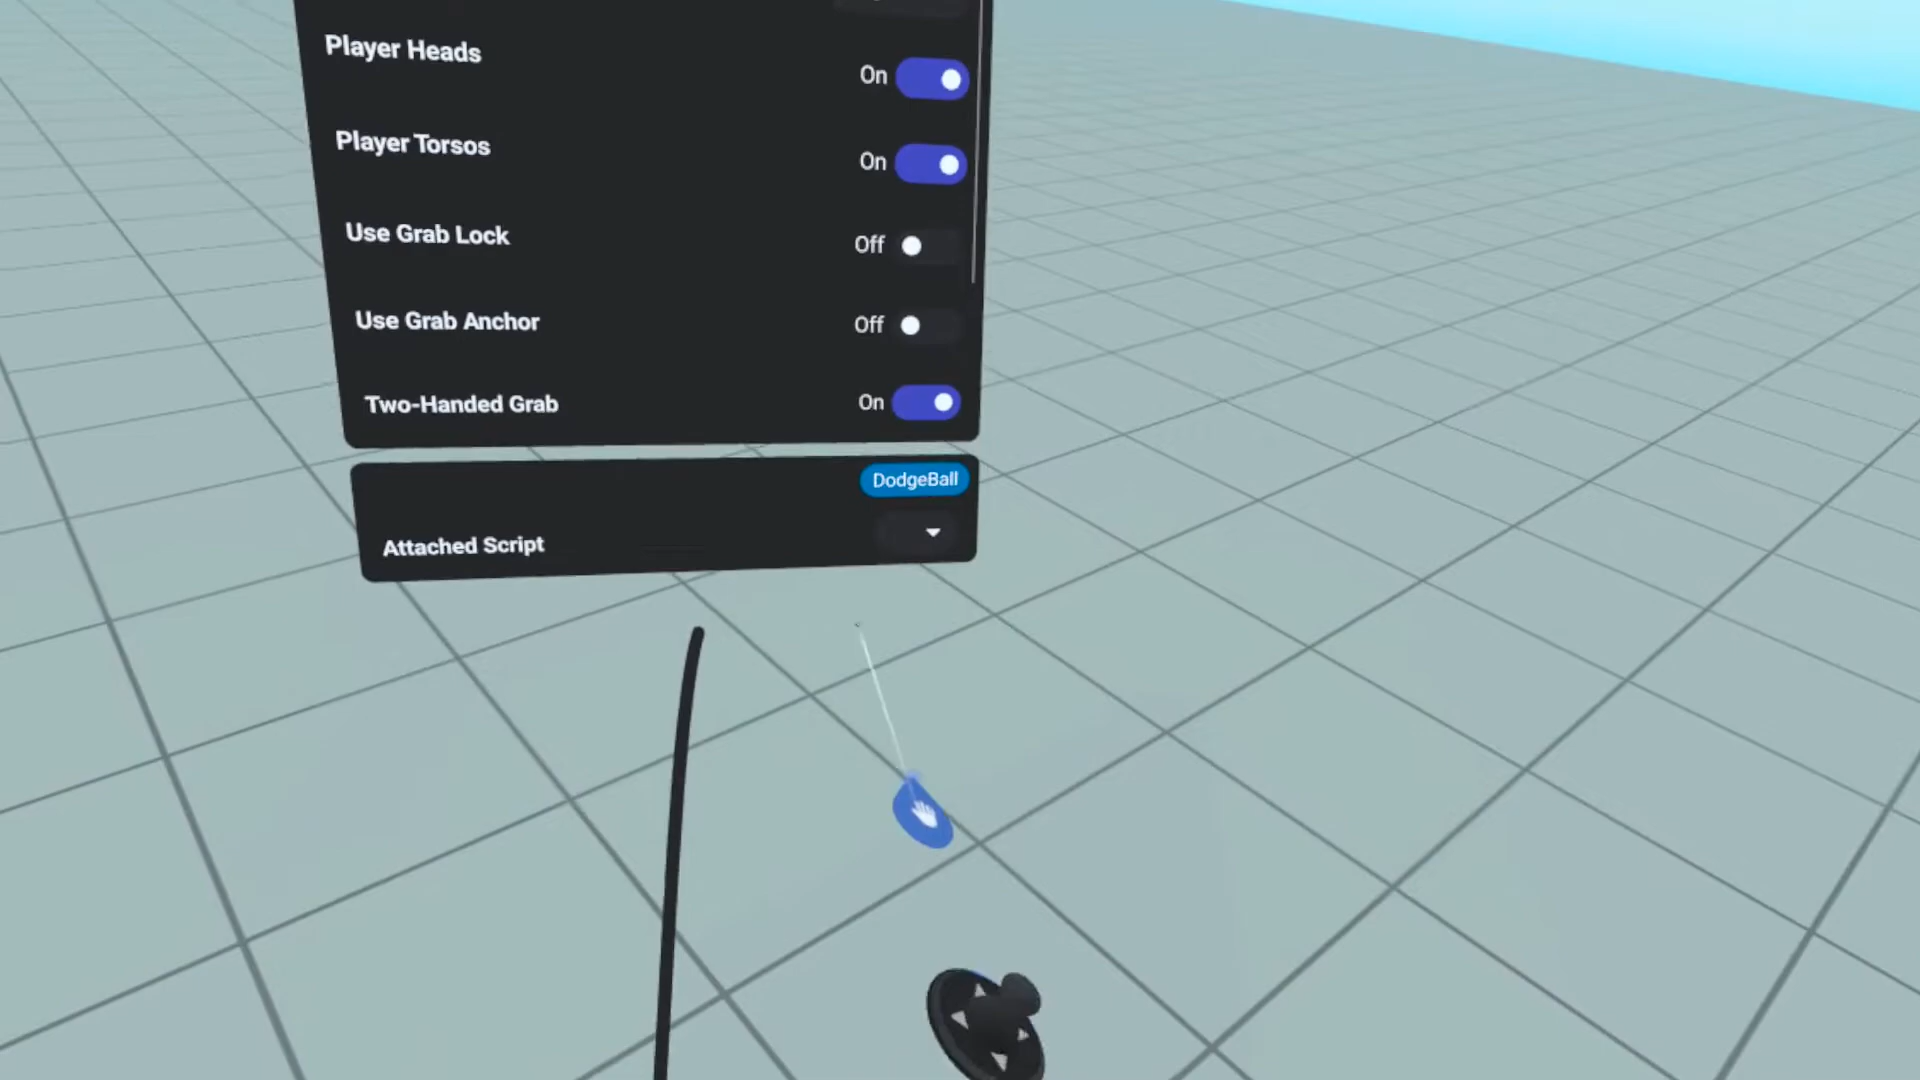 Player Heads
On
Player Torsos
On
Use Grab Lock
Off
Use Grab Anchor
Off
Two-Handed Grab
On
DodgeBall
Attached Script